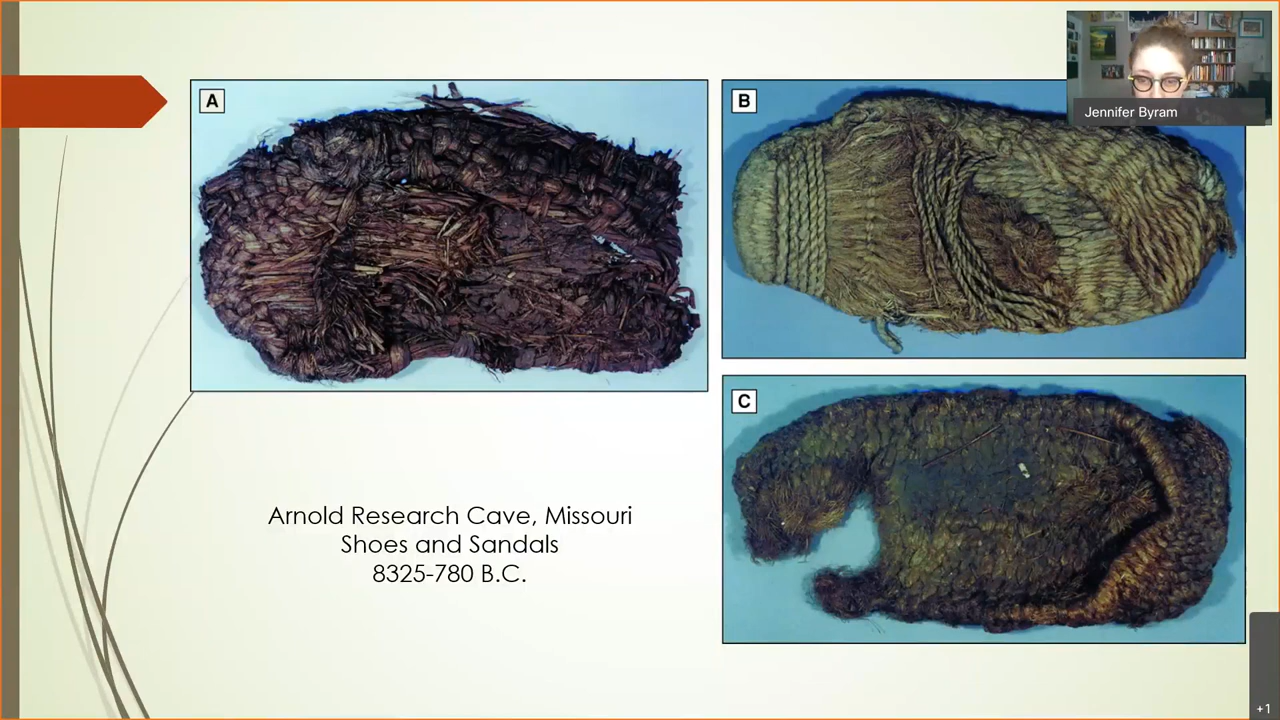 A
B
Jennifer Byram
C
Arnold Research Cave, Missouri
Shoes and Sandals
8325-780 B.C.
+1